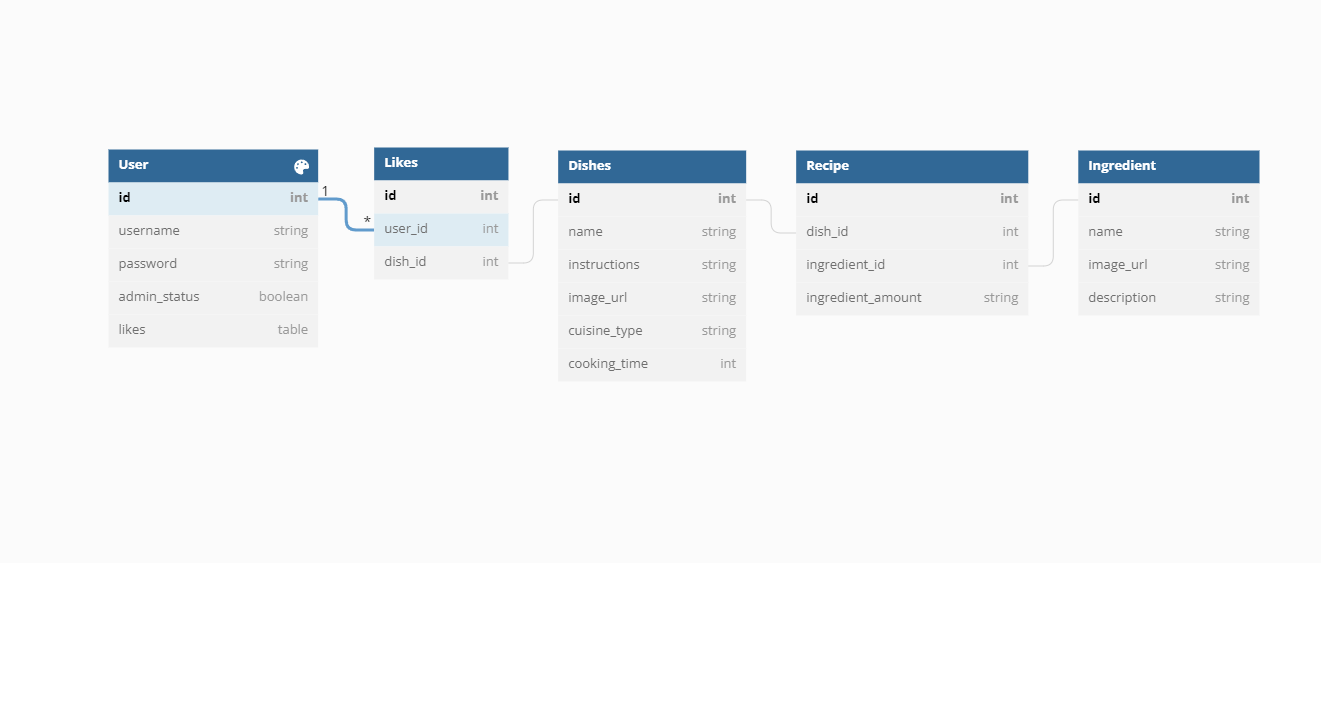 User
id int
username string
password string
admin_status boolean
likes table
1
*
Likes
id int
user_id int
dish_id int
Dishes
id int
name string
instructions string
image_url string
cuisine_type string
cooking_time int
Recipe
id int
dish_id int
ingredient_id int
ingredient_amount string
Ingredient
id int
name string
image_url string
description string